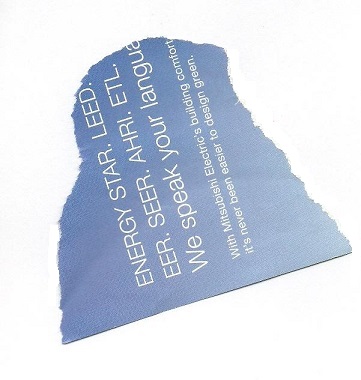 ENERGY STAR. LEED.
EER. SEER. AHRI. ETL.
We speak your langua
With Mitsubishi Electric's building comfort
it's never been easier to design green.